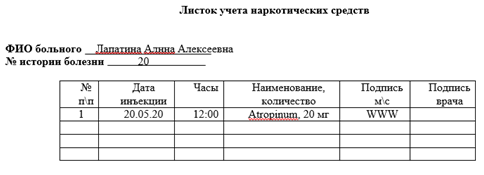 Листок учета наркотических средств
ФИО больного Лапатина Алина Алексеевна
№ истории болезни 20
№ п\п Дата инъекции Часы Наименование, количество Подпись м\с Подпись врача
1 20.05.20 12:00 Atropinum, 20 мг WWW